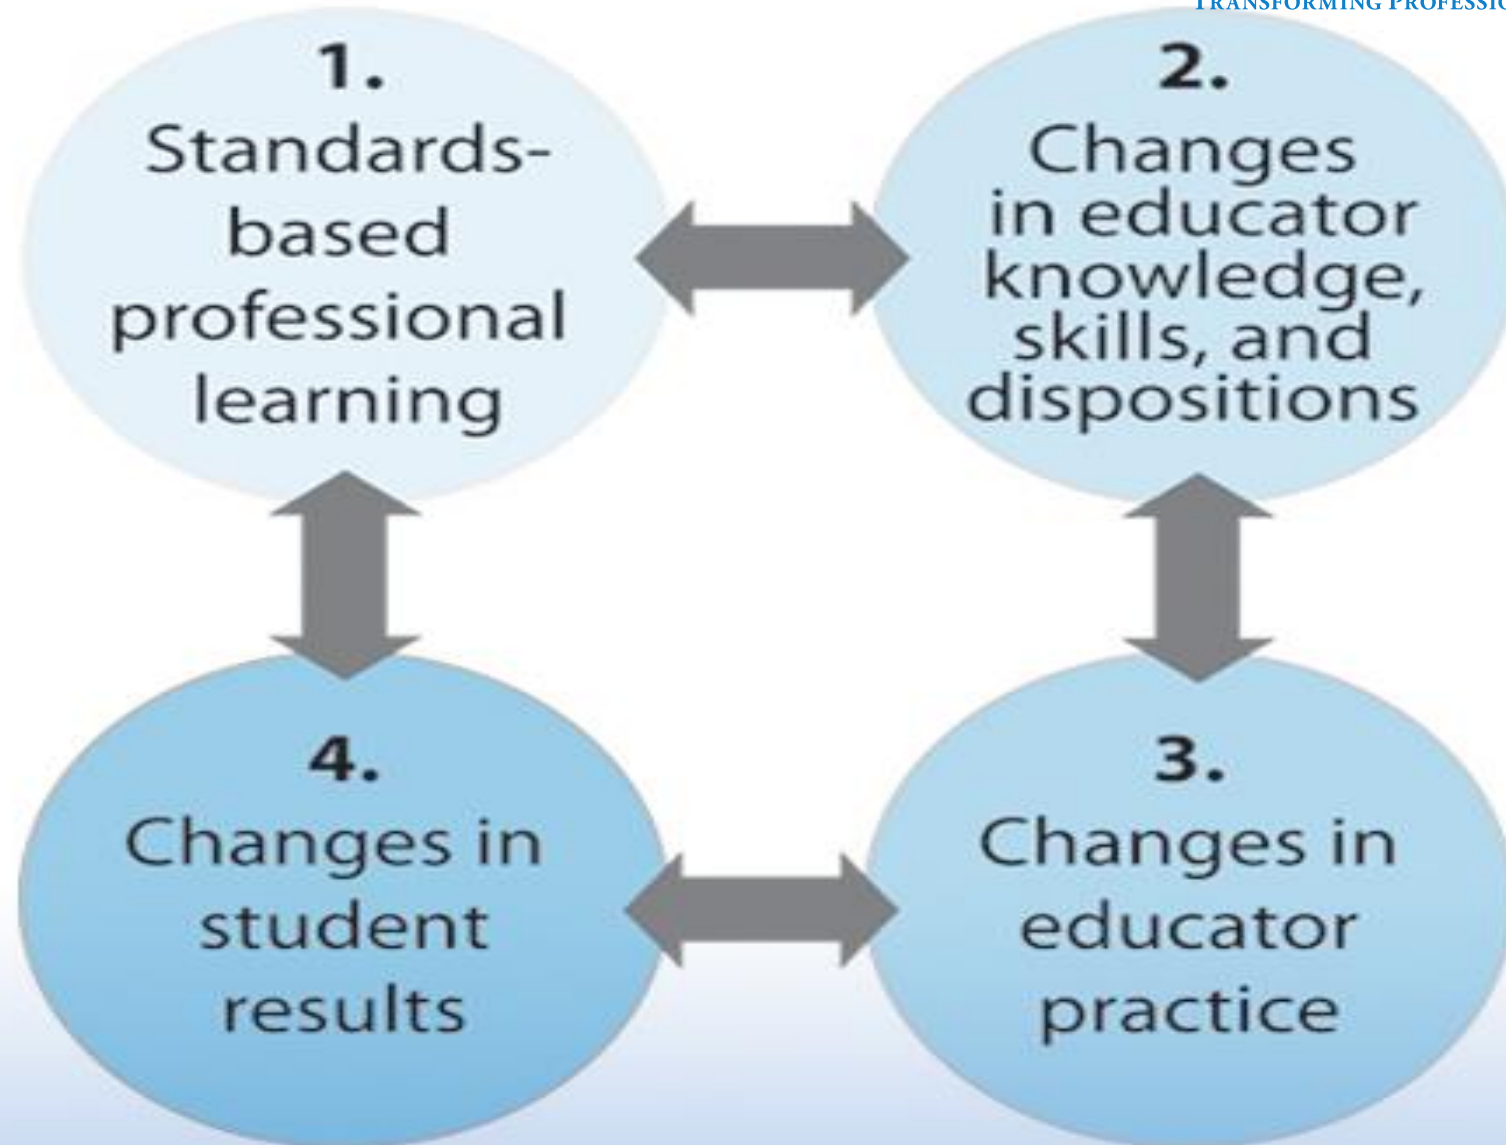 TRANSFORMING
1.
Standards-
based
professional
learning
2.
Changes
in educator
knowledge,
skills, and
dispositions
3.
Changes in
educator
practice
4.
Changes in
student
results